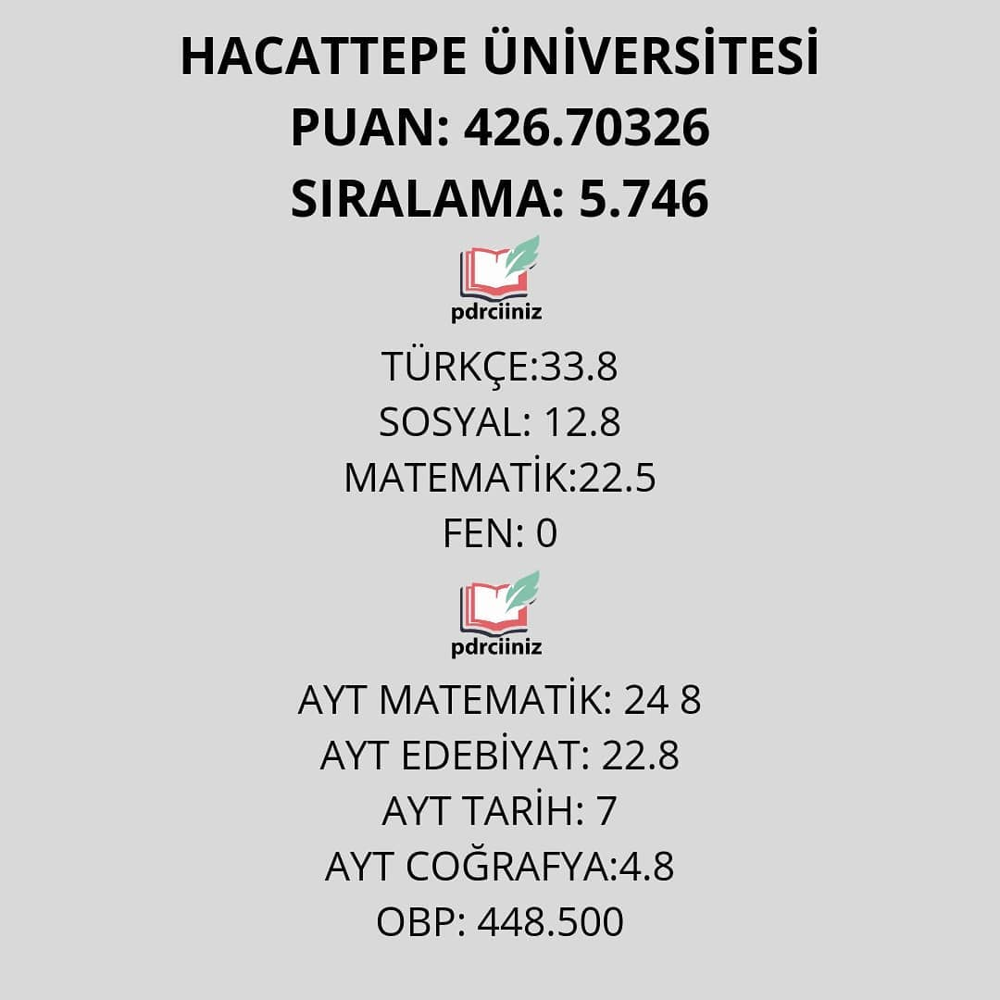 HACATTEPE ÜNİVERSİTESİ
PUAN: 426.70326
SIRALAMA: 5.746
pdrciiniz
TÜRKÇE:33.8
SOSYAL: 12.8
MATEMATİK:22.5
FEN: 0
pdrciiniz
AYT MATEMATİK: 24 8
AYT EDEBİYAT: 22.8
AYT TARİH: 7
AYT COĞRAFYA:4.8
OBP: 448.500